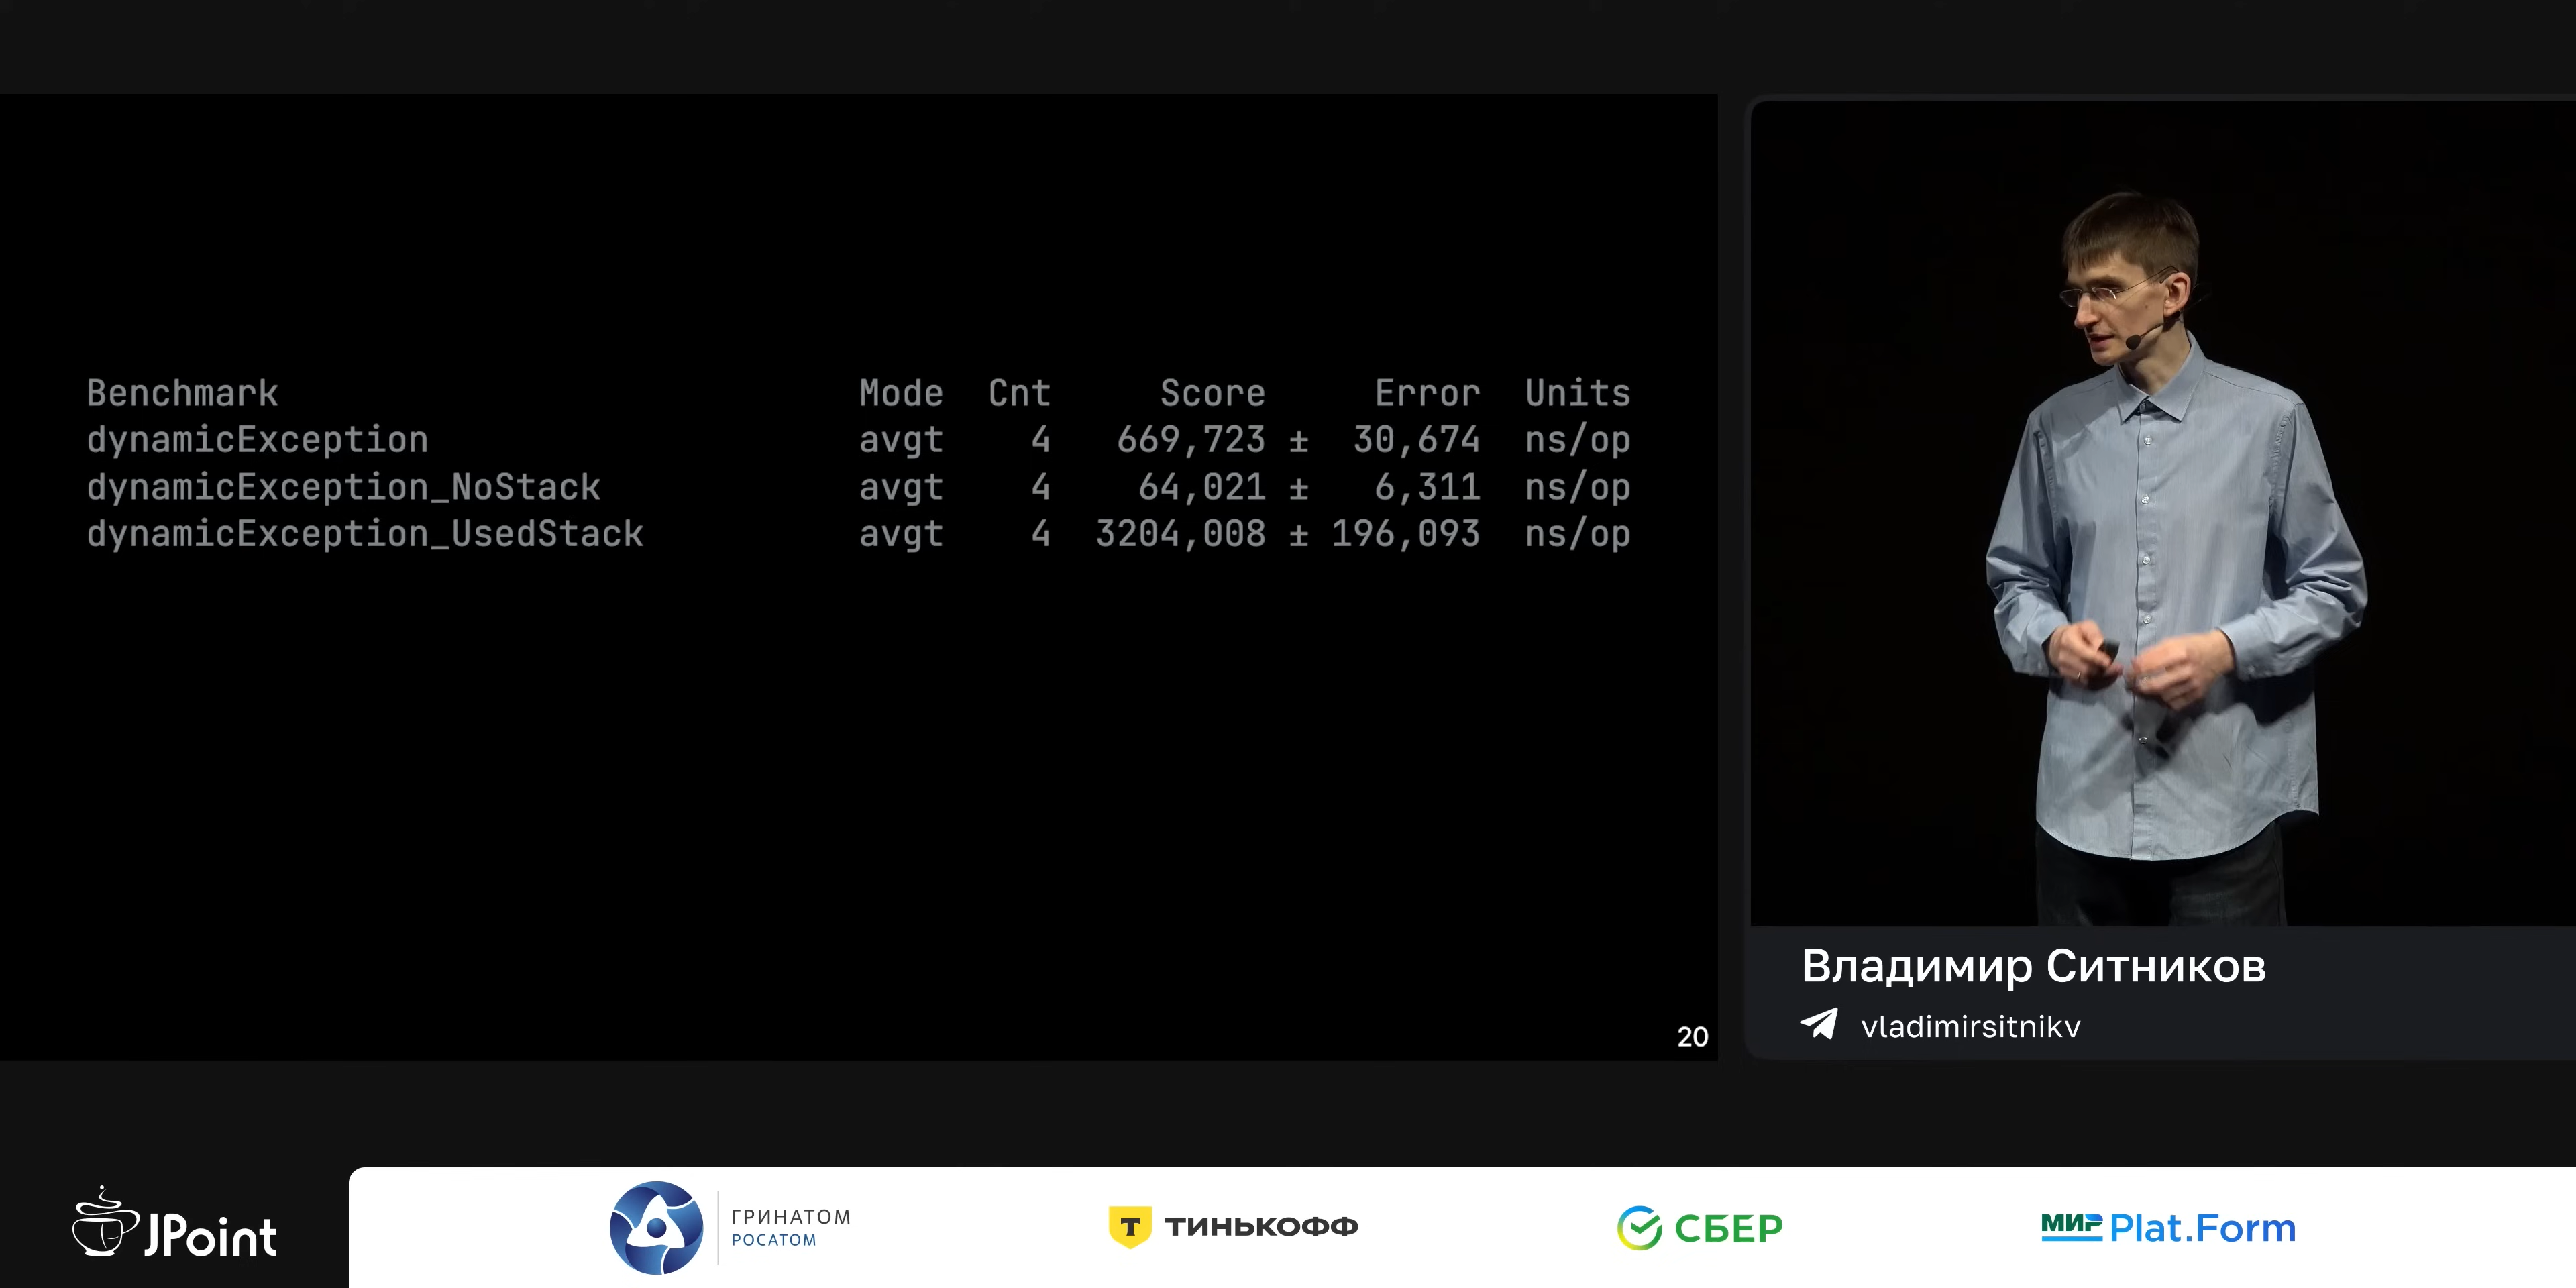 Benchmark Mode Cnt Score Error Units
dynamicException avgt 4 669,723 ± 30,674 ns/op
dynamicException_NoStack avgt 4 64,021 ± 6,311 ns/op
dynamicException_UsedStack avgt 4 3204,008 ± 196,093 ns/op
20
Владимир Ситников
vladimirsitnikv
JPoint
ГРИНАТОМ
РОСАТОМ
Т ТИНЬКОФФ
СБЕР
МИР Plat.Form